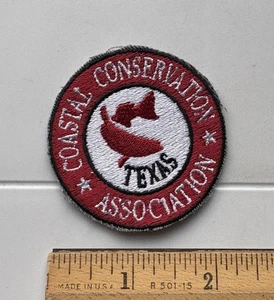 COASTAL CONSERVATION
TEXAS
★ ASSOCIATION ★
1 2
MADE IN U.S.A. R 501-15